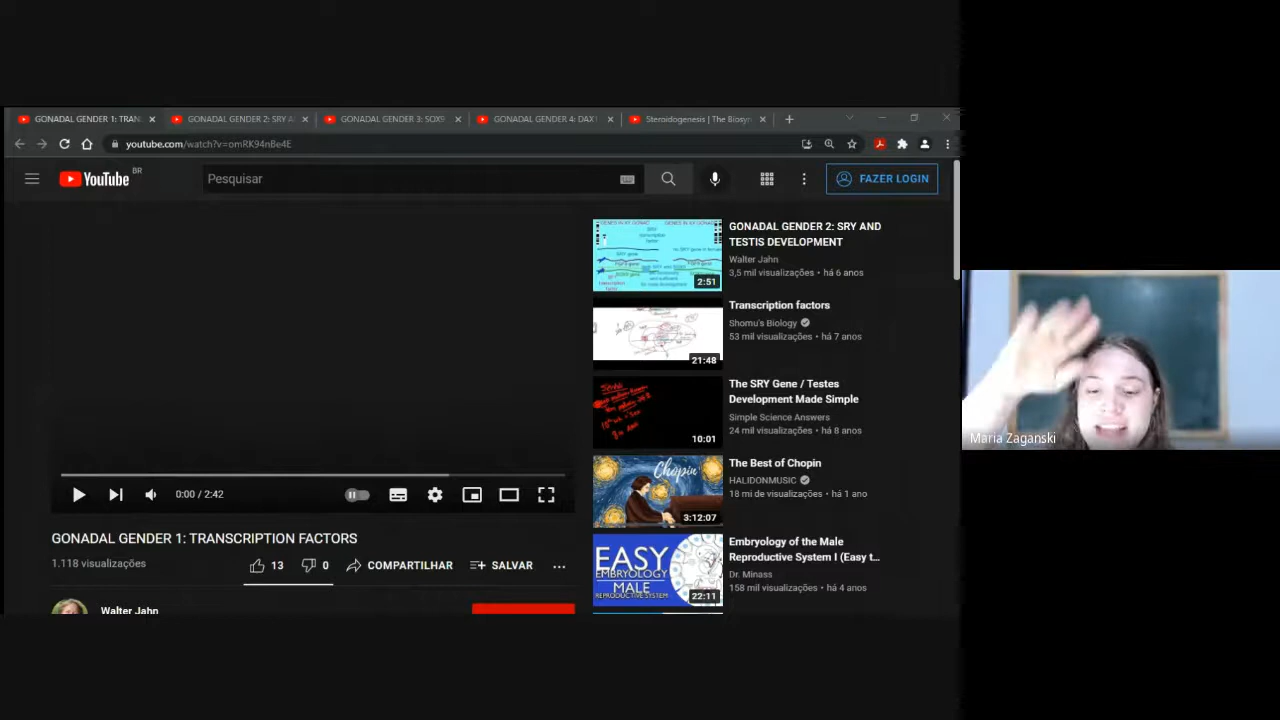 GONADAL GENDER 1: TRAN
GONADAL GENDER 2: SRY A
GONADAL GENDER 3: SOX9
GONADAL GENDER 4: DAX1
Steroidogenesis | The Biosyn
youtube.com/watch?v=omRK94nBe4E
YouTube BR
Pesquisar
FAZER LOGIN
0:00 / 2:42
GONADAL GENDER 1: TRANSCRIPTION FACTORS
1.118 visualizações
13
0
COMPARTILHAR
SALVAR
Walter Jahn
2:51
GONADAL GENDER 2: SRY AND
TESTIS DEVELOPMENT
Walter Jahn
3,5 mil visualizações • há 6 anos
21:48
Transcription factors
Shomu's Biology
53 mil visualizações • há 7 anos
10:01
The SRY Gene / Testes
Development Made Simple
Simple Science Answers
24 mil visualizações • há 8 anos
Chopin
3:12:07
The Best of Chopin
HALIDONMUSIC
18 mi de visualizações • há 1 ano
EASY
EMBRYOLOGY
MALE
REPRODUCTIVE SYSTEM
22:11
Embryology of the Male
Reproductive System I (Easy t...
Dr. Minass
158 mil visualizações • há 4 anos
Maria Zaganski